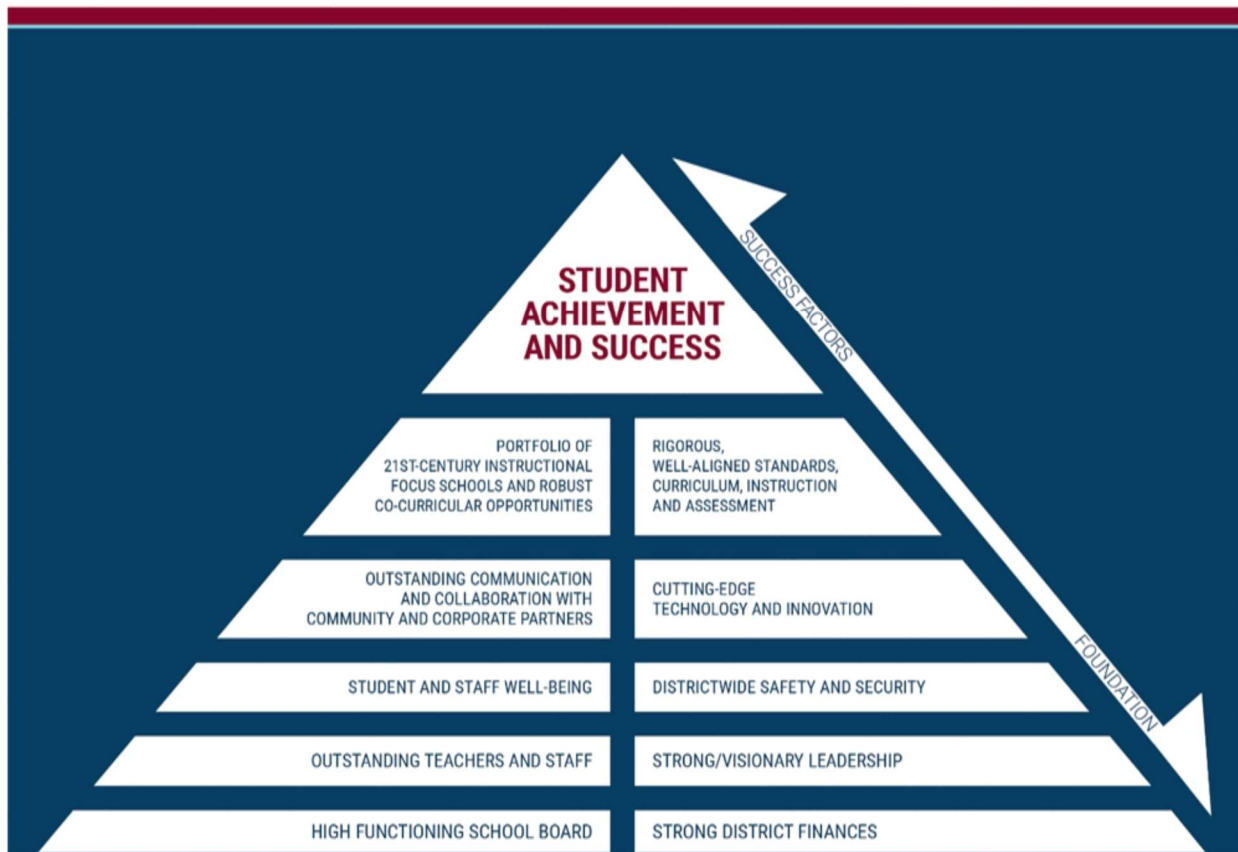 STUDENT
ACHIEVEMENT
AND SUCCESS
SUCCESS FACTORS
PORTFOLIO OF
21ST-CENTURY INSTRUCTIONAL
FOCUS SCHOOLS AND ROBUST
CO-CURRICULAR OPPORTUNITIES
RIGOROUS,
WELL-ALIGNED STANDARDS,
CURRICULUM, INSTRUCTION
AND ASSESSMENT
OUTSTANDING COMMUNICATION
AND COLLABORATION WITH
COMMUNITY AND CORPORATE PARTNERS
CUTTING-EDGE
TECHNOLOGY AND INNOVATION
FOUNDATION
STUDENT AND STAFF WELL-BEING
DISTRICTWIDE SAFETY AND SECURITY
OUTSTANDING TEACHERS AND STAFF
STRONG/VISIONARY LEADERSHIP
HIGH FUNCTIONING SCHOOL BOARD
STRONG DISTRICT FINANCES